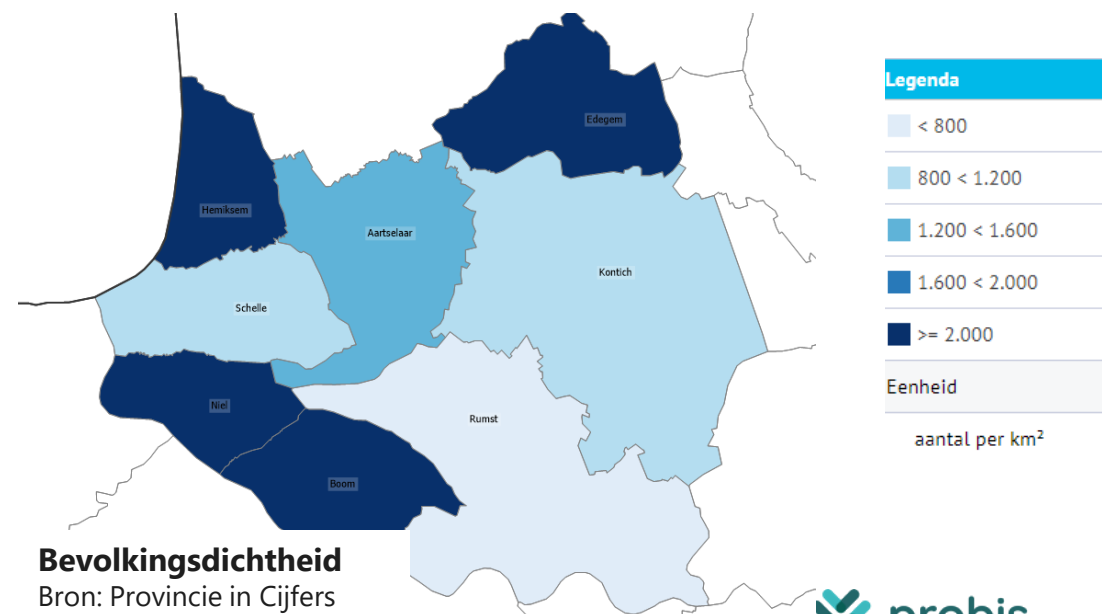 Edegem
Hemiksem
Aartselaar
Kontich
Schelle
Niel
Rumst
Boom
Legenda
< 800
800 < 1.200
1.200 < 1.600
1.600 < 2.000
>= 2.000
Eenheid
aantal per km²
Bevolkingsdichtheid
Bron: Provincie in Cijfers
probis